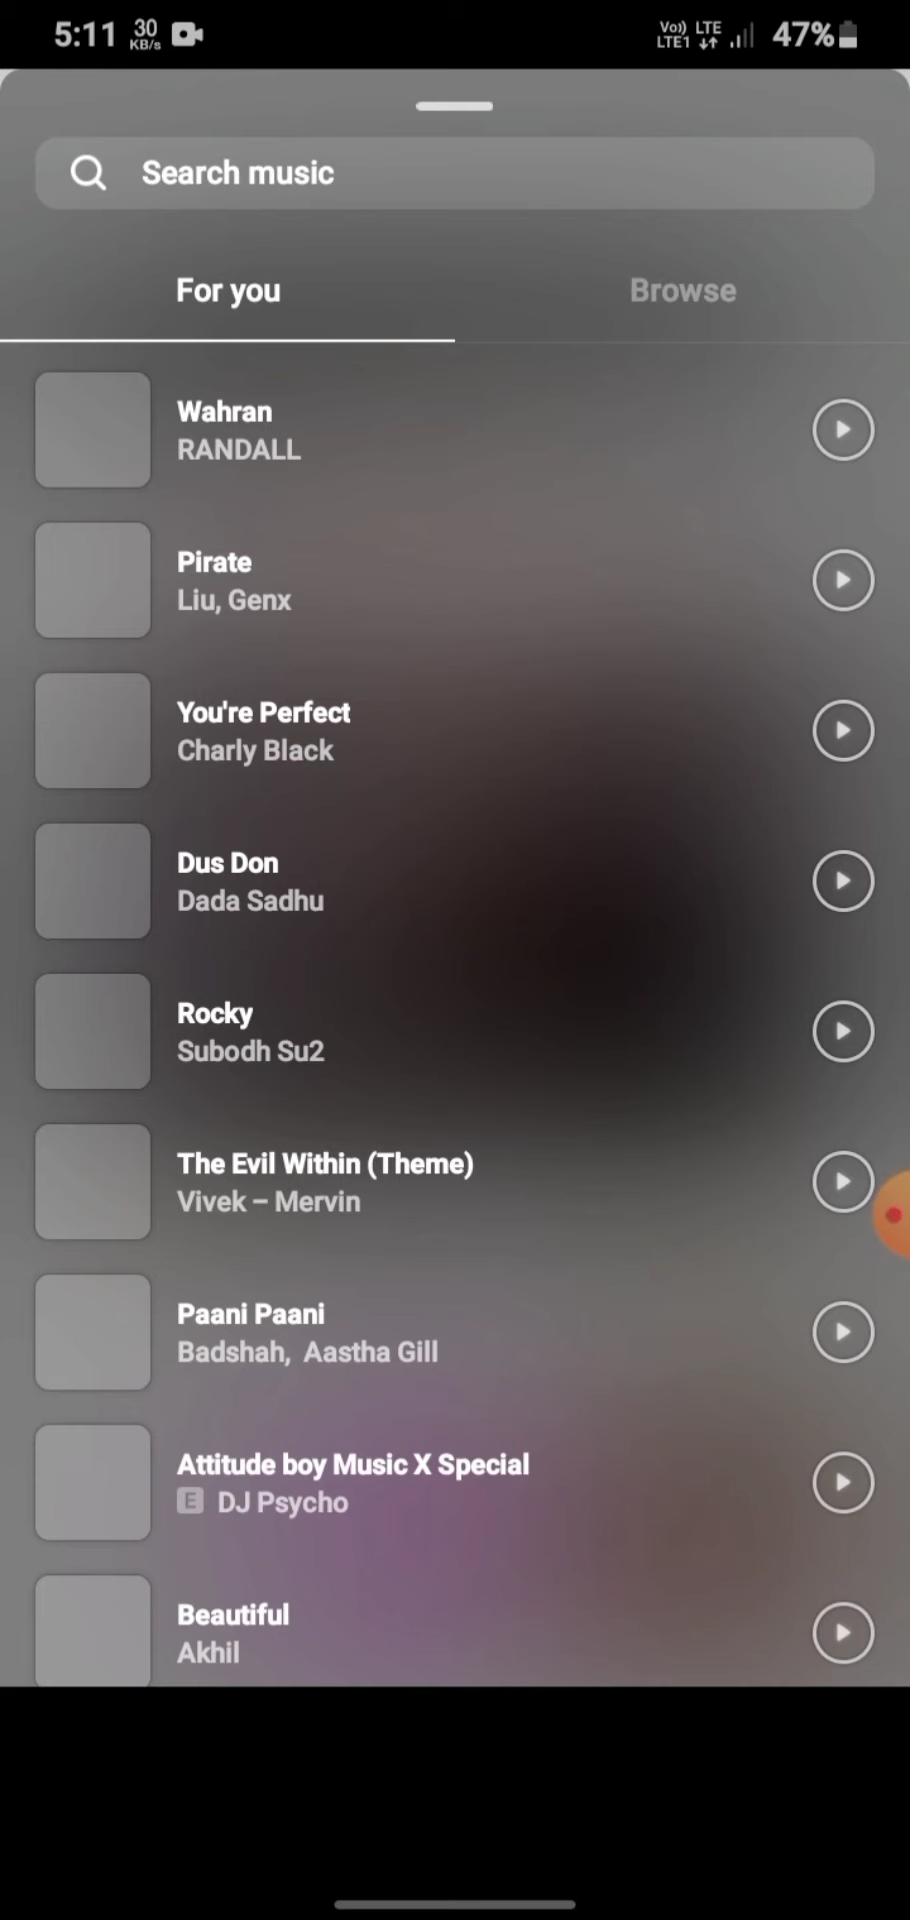 5:11 30 KB/s Vo)) LTE LTE1 47%
Search music
For you Browse
Wahran
RANDALL
Pirate
Liu, Genx
You're Perfect
Charly Black
Dus Don
Dada Sadhu
Rocky
Subodh Su2
The Evil Within (Theme)
Vivek – Mervin
Paani Paani
Badshah, Aastha Gill
Attitude boy Music X Special
E DJ Psycho
Beautiful
Akhil